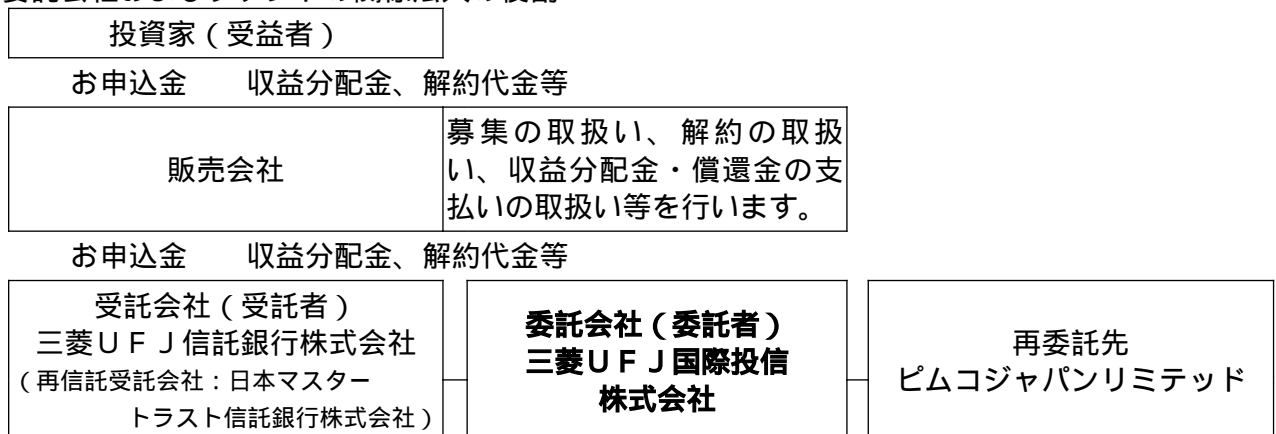 投資家（受益者）
お申込金　　収益分配金、解約代金等
販売会社
募集の取扱い、解約の取扱
い、収益分配金・償還金の支
払いの取扱い等を行います。
お申込金　　収益分配金、解約代金等
受託会社（受託者）
三菱ＵＦＪ信託銀行株式会社
（再信託受託会社：日本マスター
トラスト信託銀行株式会社）
委託会社（委託者）
三菱ＵＦＪ国際投信
株式会社
再委託先
ピムコジャパンリミテッド